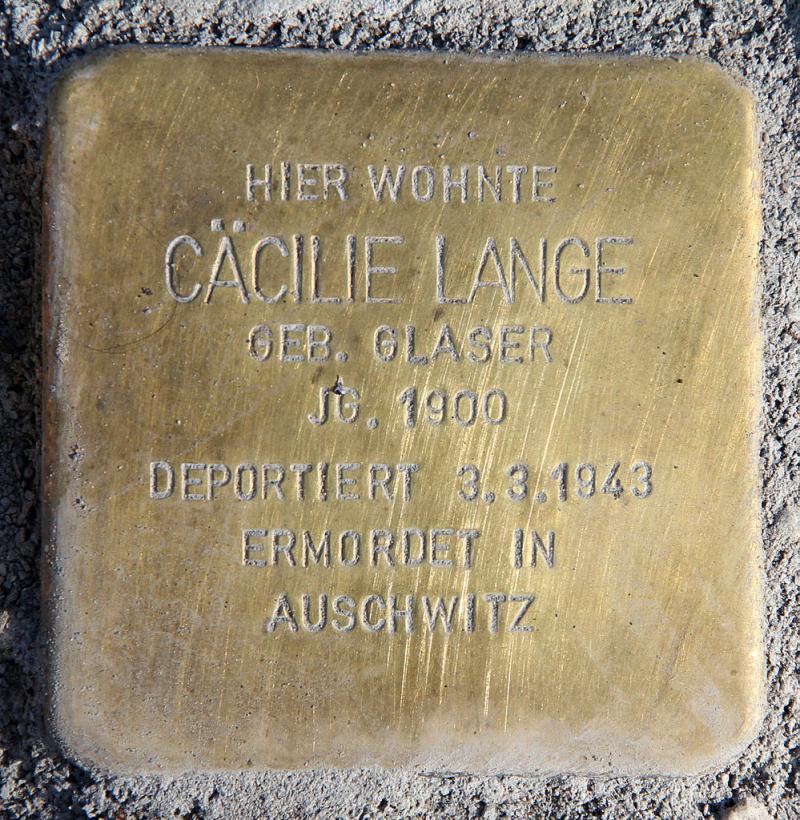 HIER WOHNTE
CÄCILIE LANGE
GEB. GLASER
JG. 1900
DEPORTIERT 3.3.1943
ERMORDET IN
AUSCHWITZ